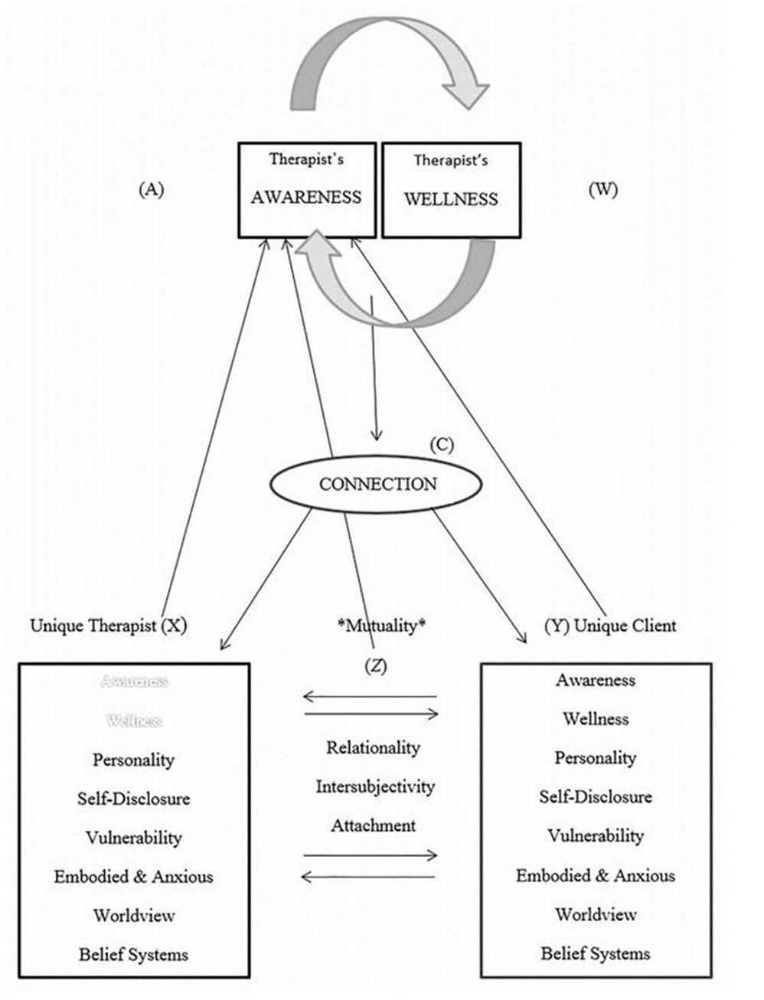 Therapist's
AWARENESS
Therapist's
WELLNESS
(A)
(W)
(C)
CONNECTION
Unique Therapist (X)
*Mutuality*
(Y) Unique Client
(Z)
Awareness
Wellness
Personality
Self-Disclosure
Vulnerability
Embodied & Anxious
Worldview
Belief Systems
Relationality
Intersubjectivity
Attachment
Awareness
Wellness
Personality
Self-Disclosure
Vulnerability
Embodied & Anxious
Worldview
Belief Systems